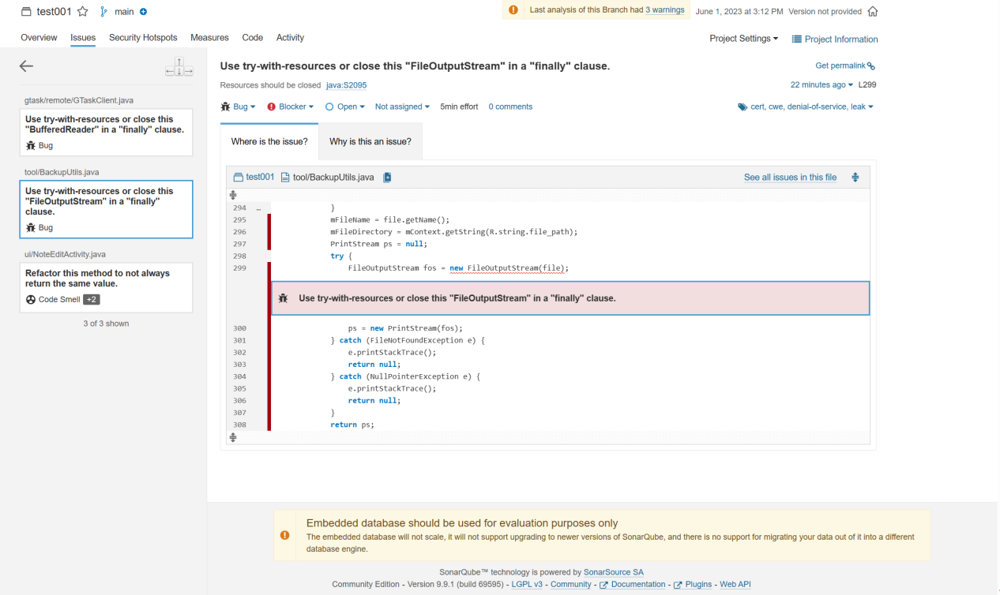 test001 main
Last analysis of this Branch had 3 warnings June 1, 2023 at 3:12 PM Version not provided
Overview Issues Security Hotspots Measures Code Activity Project Settings Project Information
gtask/remote/GTaskClient.java
Use try-with-resources or close this
"BufferedReader" in a "finally" clause.
Bug
tool/BackupUtils.java
Use try-with-resources or close this
"FileOutputStream" in a "finally"
clause.
Bug
ui/NoteEditActivity.java
Refactor this method to not always
return the same value.
Code Smell +2
3 of 3 shown
Use try-with-resources or close this "FileOutputStream" in a "finally" clause. Get permalink
Resources should be closed java:S2095 22 minutes ago L299
Bug Blocker Open Not assigned 5min effort 0 comments cert, cwe, denial-of-service, leak
Where is the issue? Why is this an issue?
test001 tool/BackupUtils.java See all issues in this file
294 … }
295 mFileName = file.getName();
296 mFileDirectory = mContext.getString(R.string.file_path);
297 PrintStream ps = null;
298 try {
299 FileOutputStream fos = new FileOutputStream(file);
Use try-with-resources or close this "FileOutputStream" in a "finally" clause.
300 ps = new PrintStream(fos);
301 } catch (FileNotFoundException e) {
302 e.printStackTrace();
303 return null;
304 } catch (NullPointerException e) {
305 e.printStackTrace();
306 return null;
307 }
308 return ps;
Embedded database should be used for evaluation purposes only
The embedded database will not scale, it will not support upgrading to newer versions of SonarQube, and there is no support for migrating your data out of it into a different
database engine.
SonarQube™ technology is powered by SonarSource SA
Community Edition - Version 9.9.1 (build 69595) - LGPL v3 - Community - Documentation - Plugins - Web API